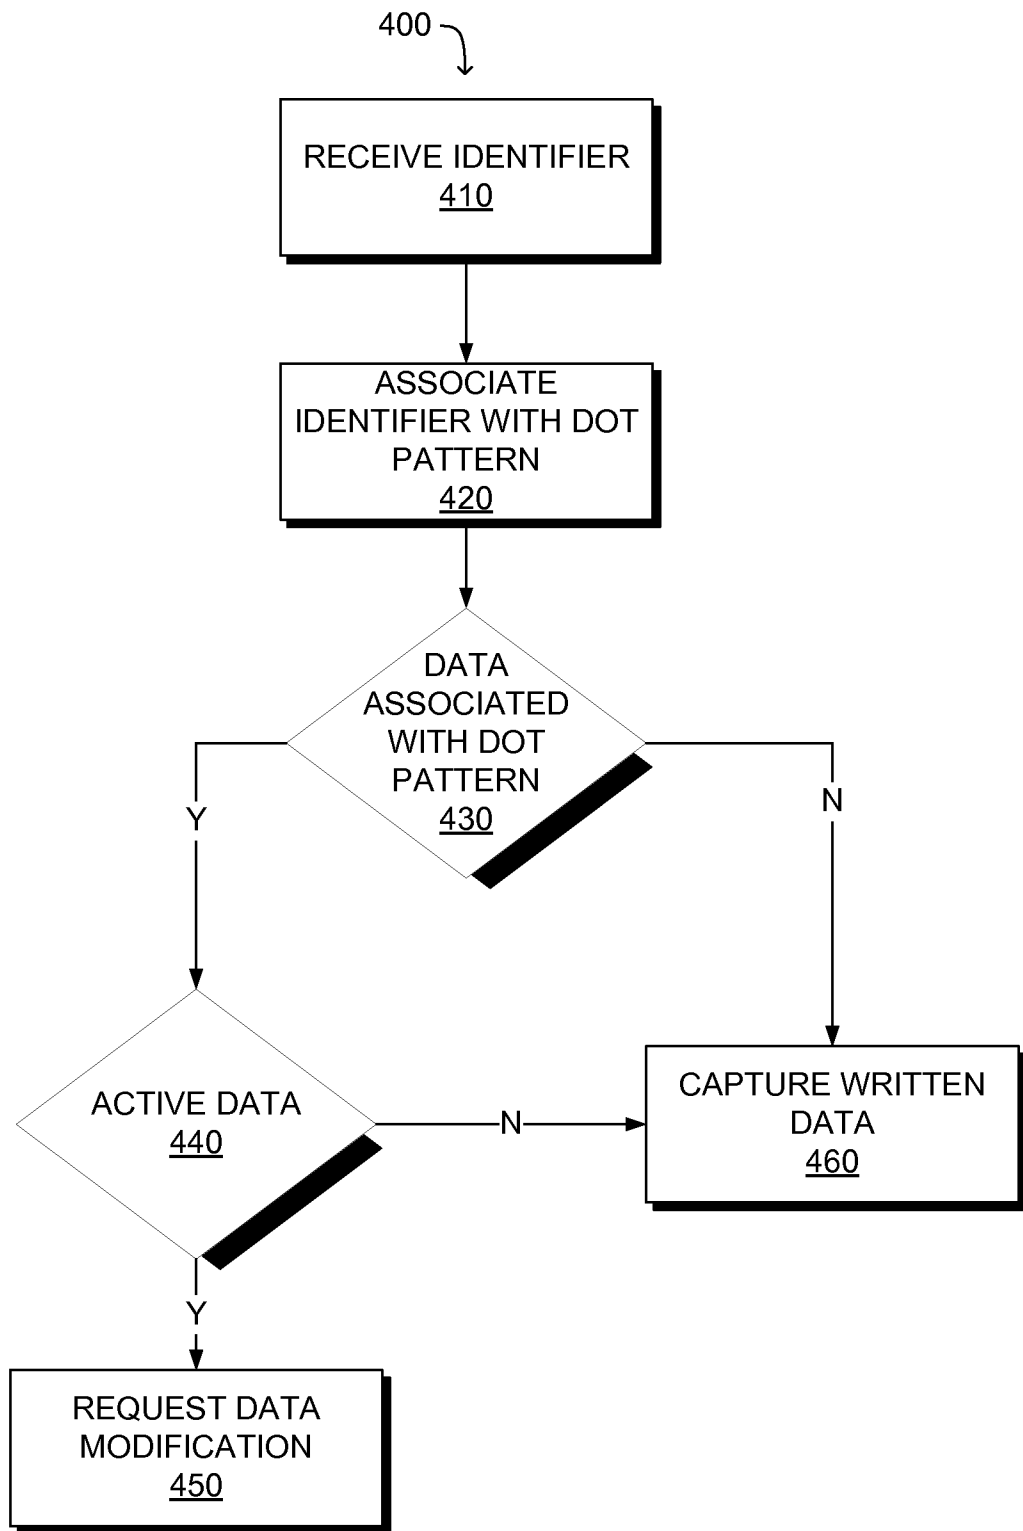 400
RECEIVE IDENTIFIER
410
ASSOCIATE
IDENTIFIER WITH DOT
PATTERN
420
DATA
ASSOCIATED
WITH DOT
PATTERN
430
Y
N
ACTIVE DATA
440
N
CAPTURE WRITTEN
DATA
460
Y
REQUEST DATA
MODIFICATION
450